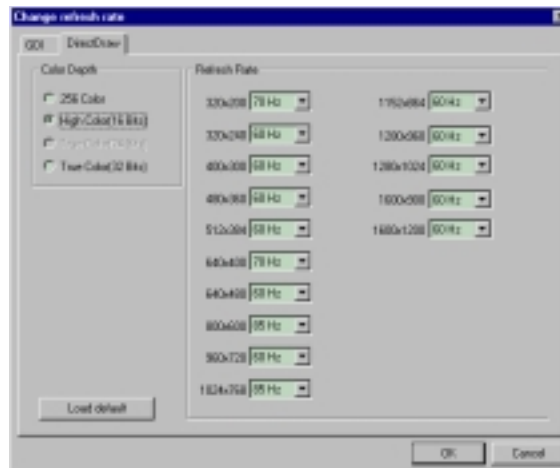 Change refresh rate
GDI
DirectDraw
Color Depth
256 Color
High Color(16 Bits)
True Color(32 Bits)
Refresh Rate
320x200 70 Hz
320x240 60 Hz
400x300 60 Hz
480x360 60 Hz
512x384 60 Hz
640x400 70 Hz
640x480 60 Hz
800x600 85 Hz
960x720 60 Hz
1024x768 85 Hz
1152x864 60 Hz
1280x960 60 Hz
1280x1024 60 Hz
1600x900 60 Hz
1600x1200 60 Hz
Load default
OK
Cancel